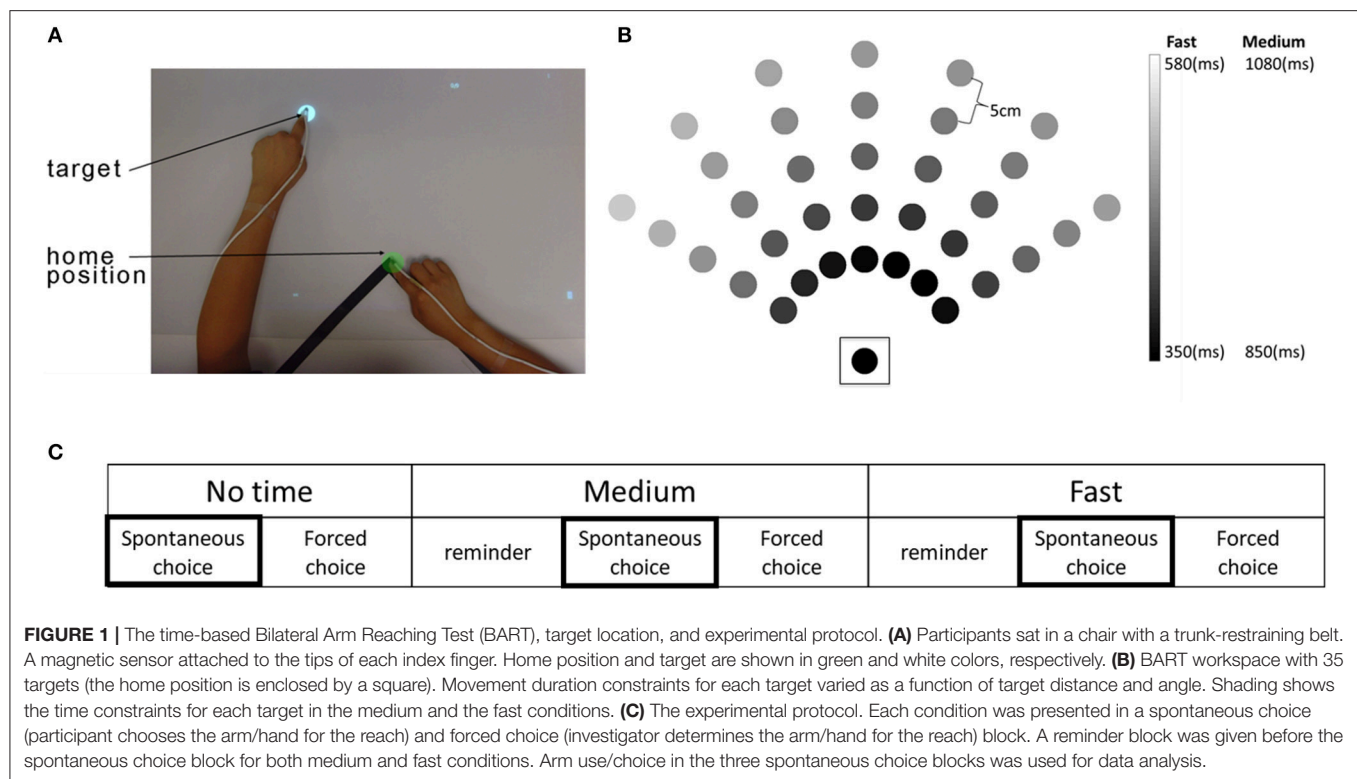 A
target
home
position
B
Fast Medium
580(ms) 1080(ms)
5cm
350(ms) 850(ms)
C
No time Medium Fast
Spontaneous choice Forced choice reminder Spontaneous choice Forced choice reminder Spontaneous choice Forced choice
FIGURE 1 | The time-based Bilateral Arm Reaching Test (BART), target location, and experimental protocol. (A) Participants sat in a chair with a trunk-restraining belt.
A magnetic sensor attached to the tips of each index finger. Home position and target are shown in green and white colors, respectively. (B) BART workspace with 35
targets (the home position is enclosed by a square). Movement duration constraints for each target varied as a function of target distance and angle. Shading shows
the time constraints for each target in the medium and the fast conditions. (C) The experimental protocol. Each condition was presented in a spontaneous choice
(participant chooses the arm/hand for the reach) and forced choice (investigator determines the arm/hand for the reach) block. A reminder block was given before the
spontaneous choice block for both medium and fast conditions. Arm use/choice in the three spontaneous choice blocks was used for data analysis.